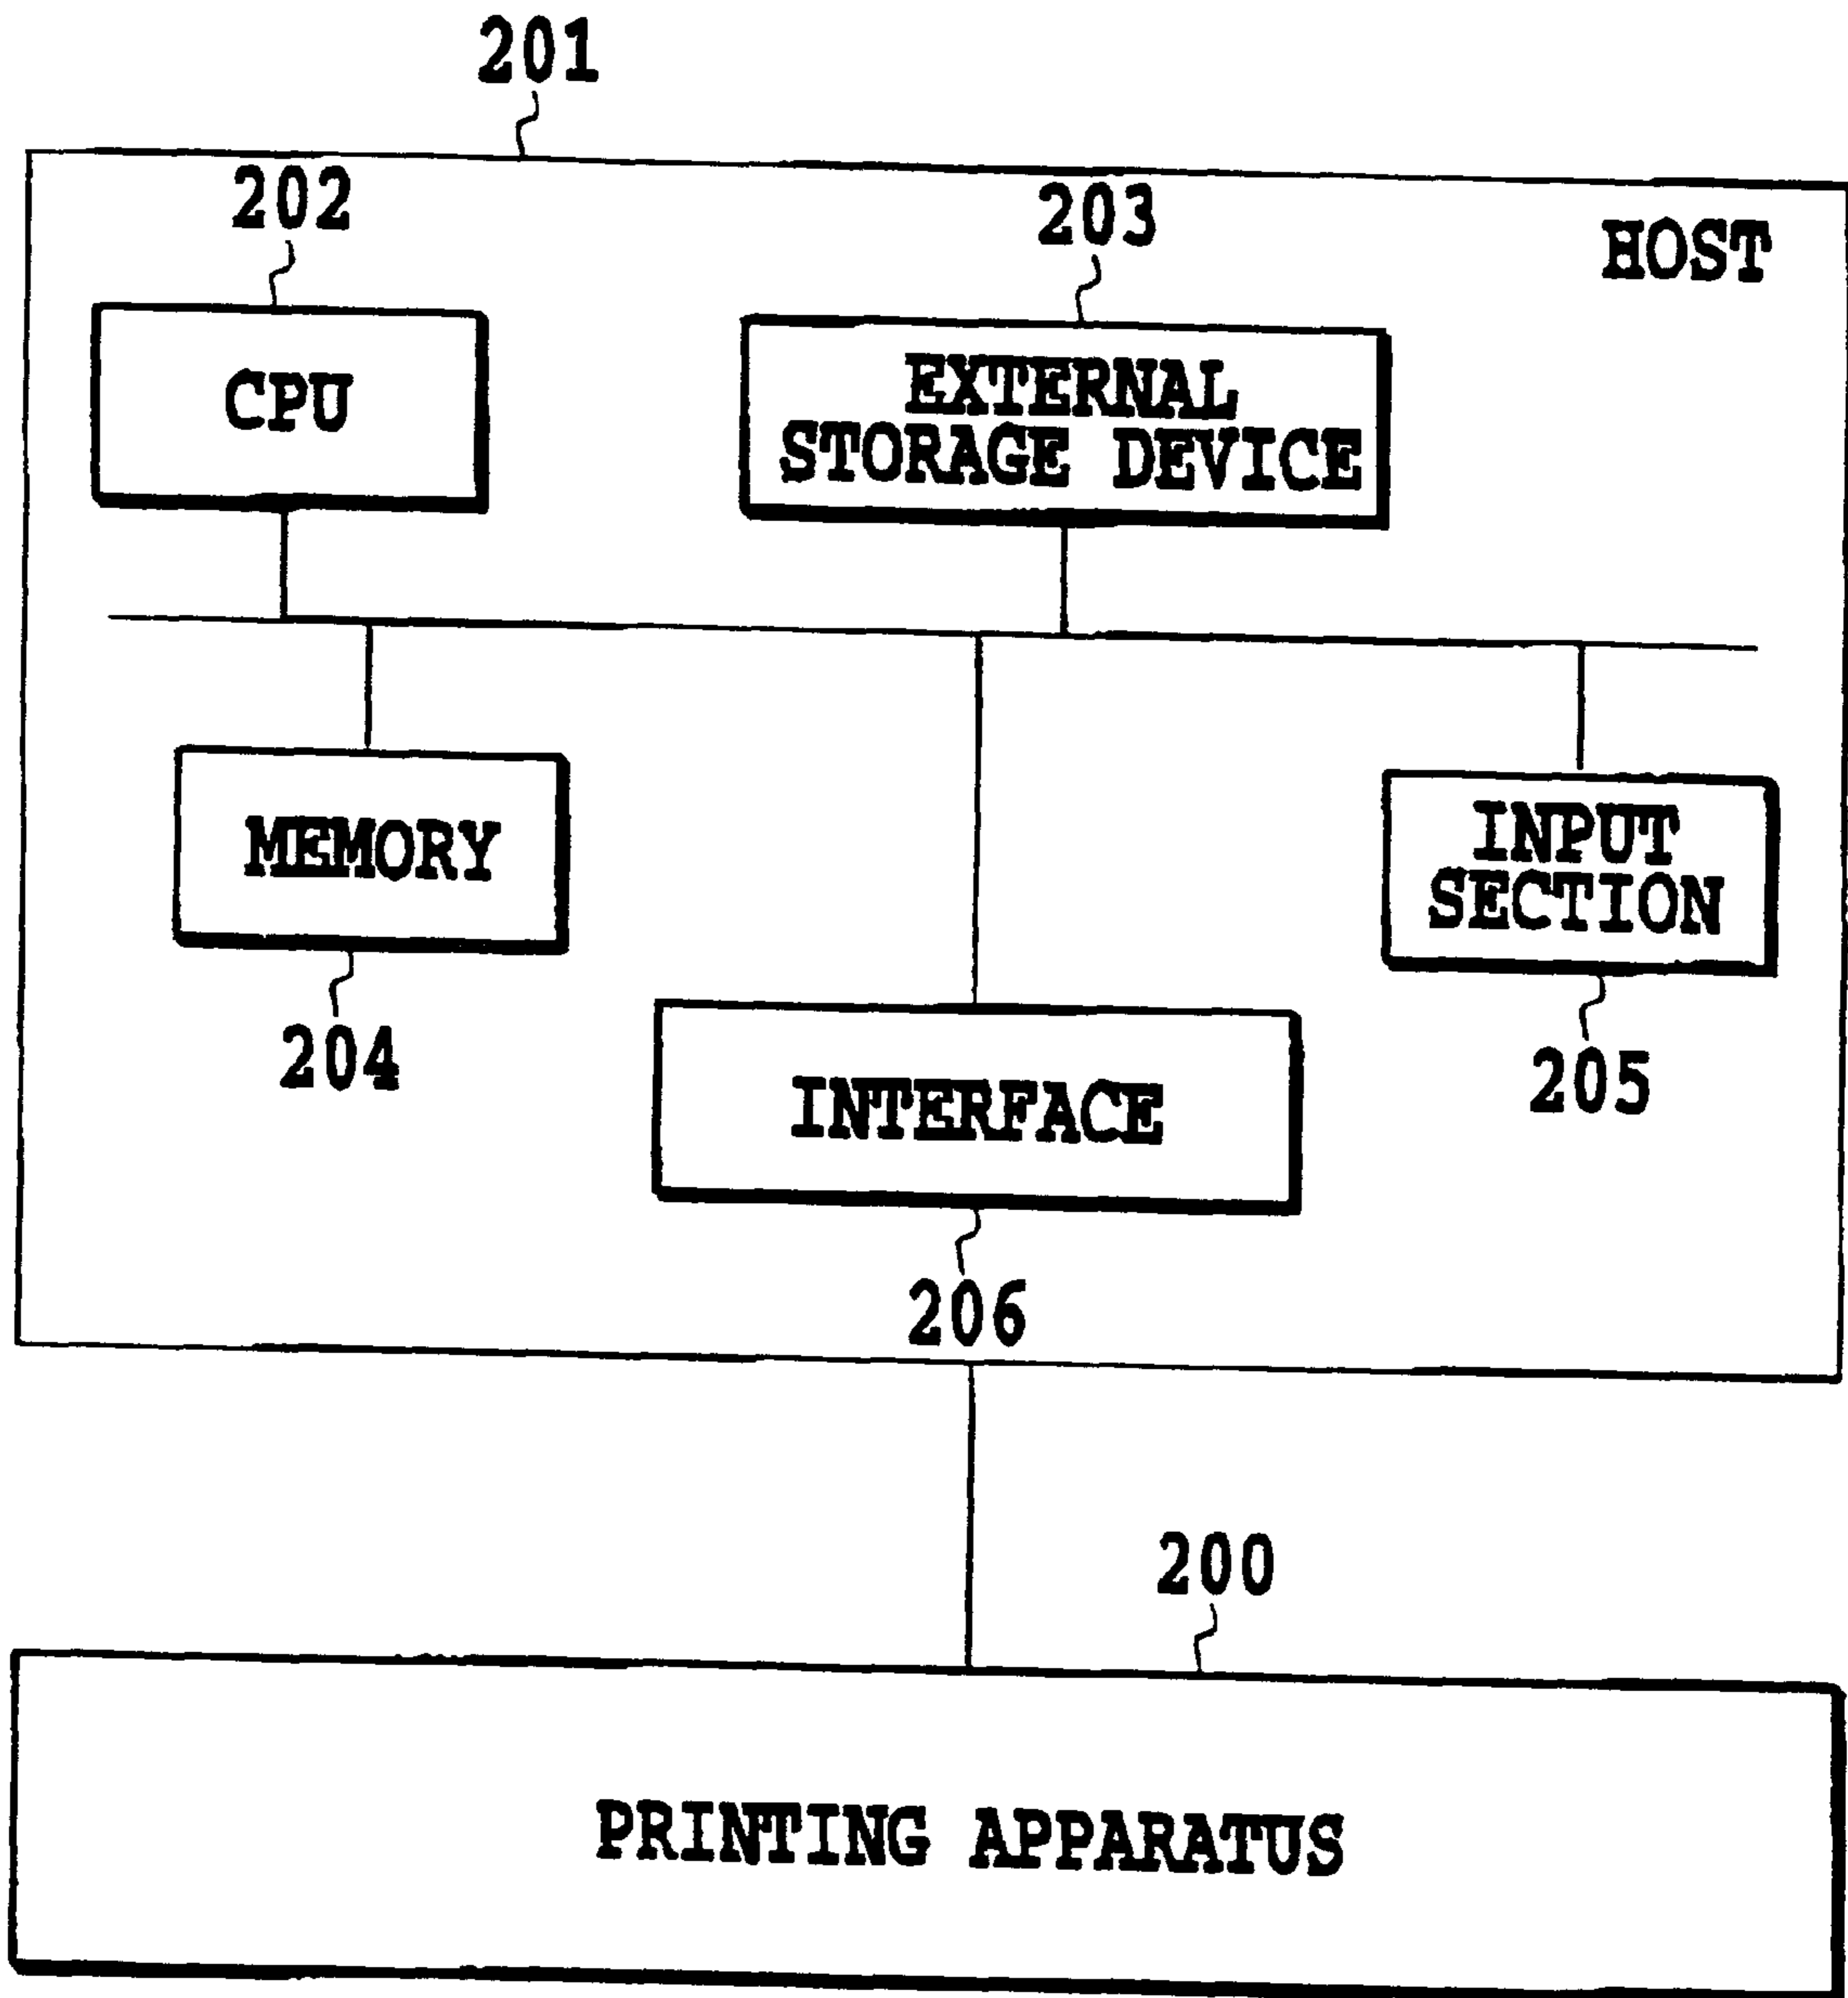 201
202
203
HOST
CPU
EXTERNAL
STORAGE DEVICE
MEMORY
INPUT
SECTION
204
205
INTERFACE
206
200
PRINTING APPARATUS